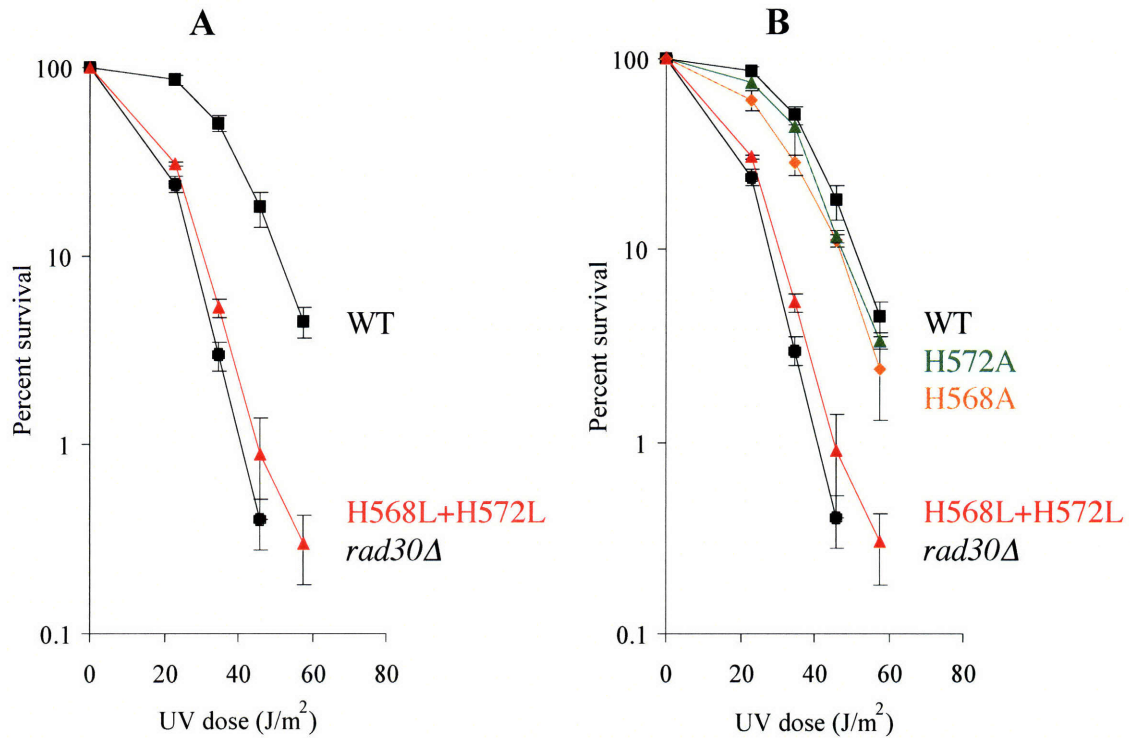 A
Percent survival
100
10
1
0.1
WT
H568L+H572L
rad30Δ
0 20 40 60 80
UV dose (J/m²)
B
Percent survival
100
10
1
0.1
WT
H572A
H568A
H568L+H572L
rad30Δ
0 20 40 60 80
UV dose (J/m²)